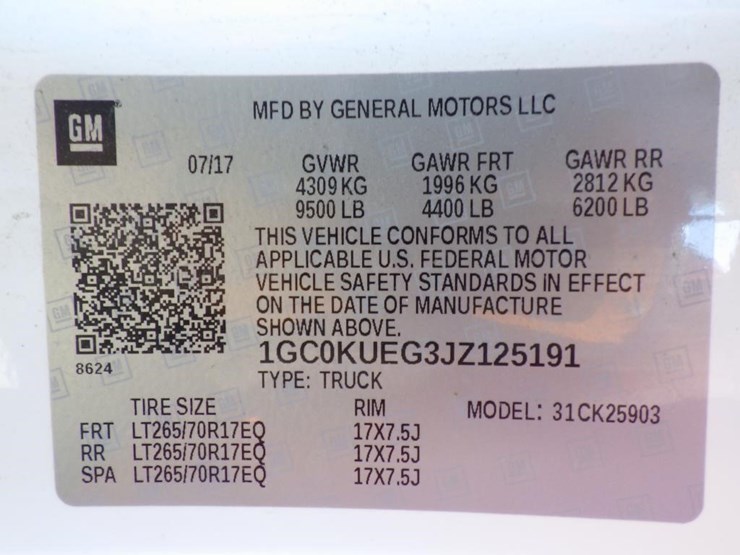 GM
MFD BY GENERAL MOTORS LLC
07/17 GVWR GAWR FRT GAWR RR
4309 KG 1996 KG 2812 KG
9500 LB 4400 LB 6200 LB
THIS VEHICLE CONFORMS TO ALL
APPLICABLE U.S. FEDERAL MOTOR
VEHICLE SAFETY STANDARDS IN EFFECT
ON THE DATE OF MANUFACTURE
SHOWN ABOVE.
8624
1GC0KUEG3JZ125191
TYPE: TRUCK
TIRE SIZE RIM MODEL: 31CK25903
FRT LT265/70R17EQ 17X7.5J
RR LT265/70R17EQ 17X7.5J
SPA LT265/70R17EQ 17X7.5J